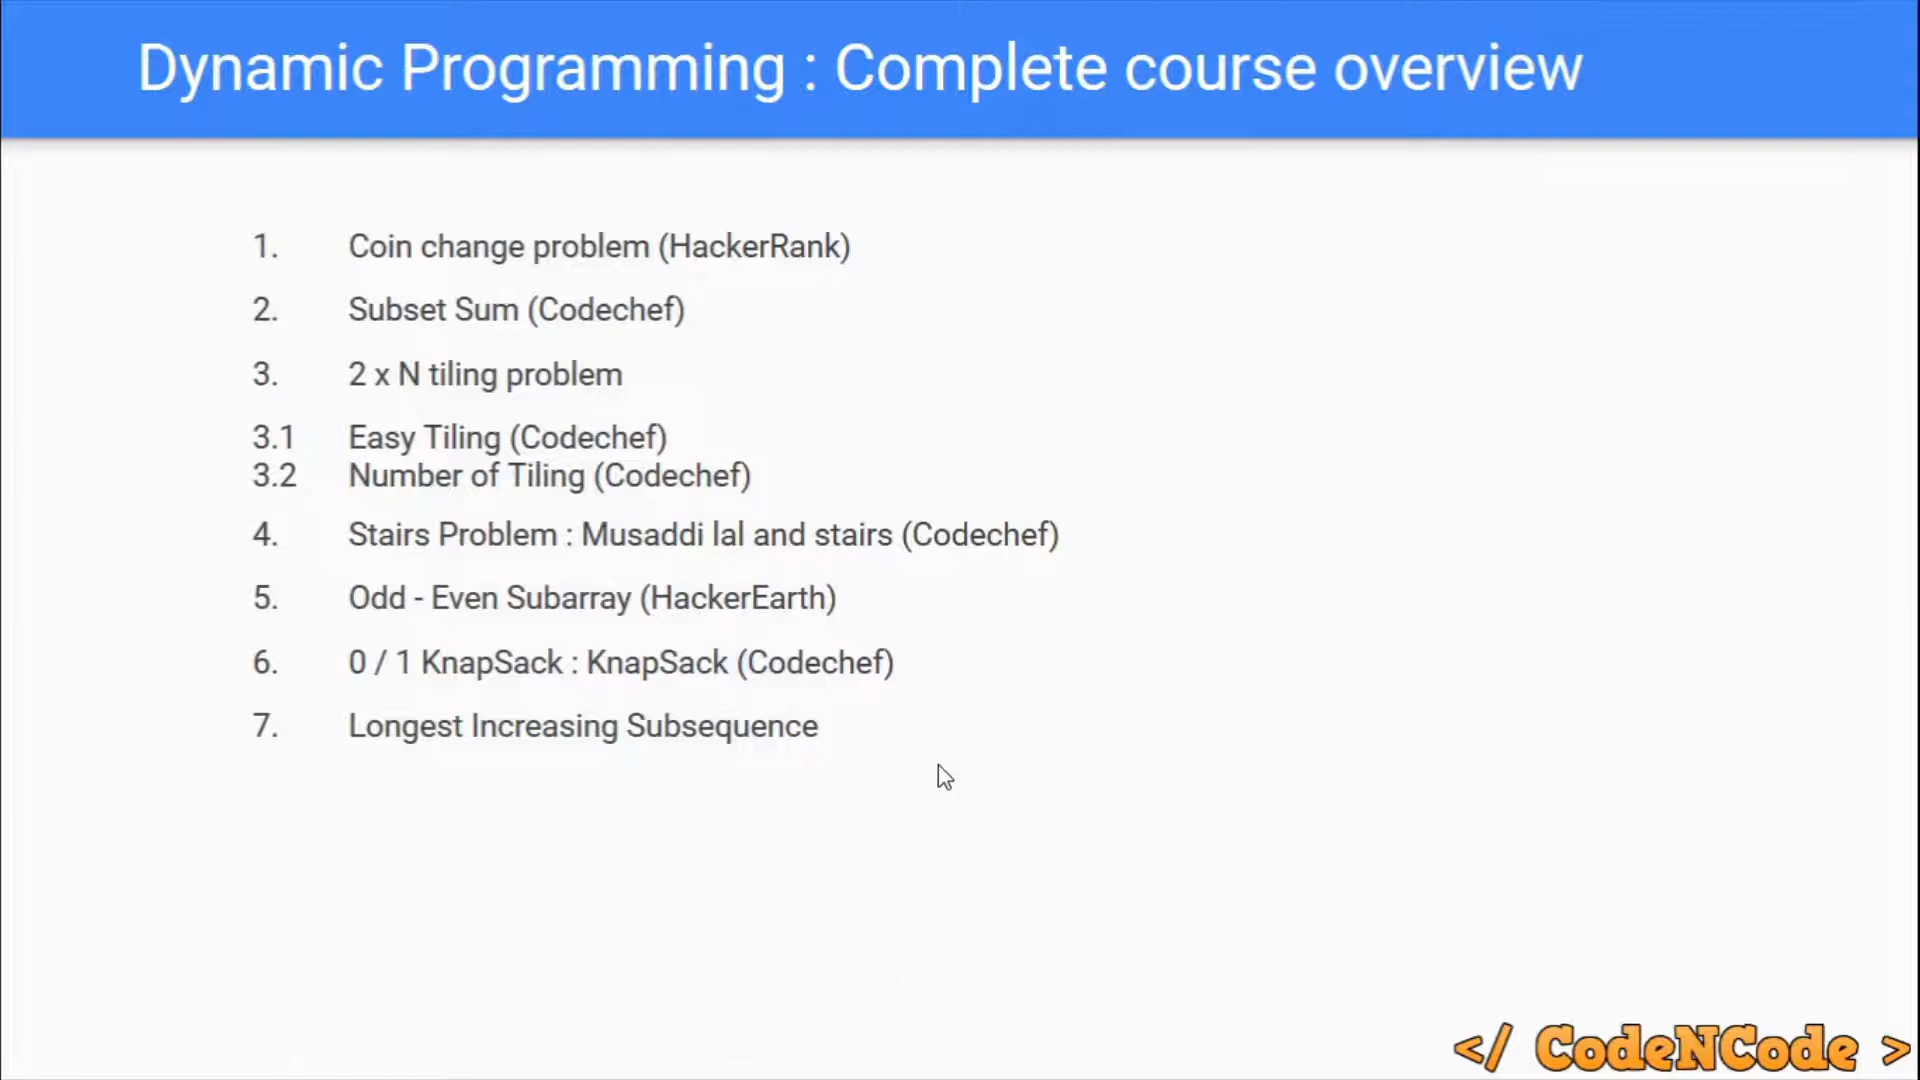 Dynamic Programming : Complete course overview
1. Coin change problem (HackerRank)
2. Subset Sum (Codechef)
3. 2 x N tiling problem
3.1 Easy Tiling (Codechef)
3.2 Number of Tiling (Codechef)
4. Stairs Problem : Musaddi lal and stairs (Codechef)
5. Odd - Even Subarray (HackerEarth)
6. 0 / 1 KnapSack : KnapSack (Codechef)
7. Longest Increasing Subsequence
</ CodeNCode >